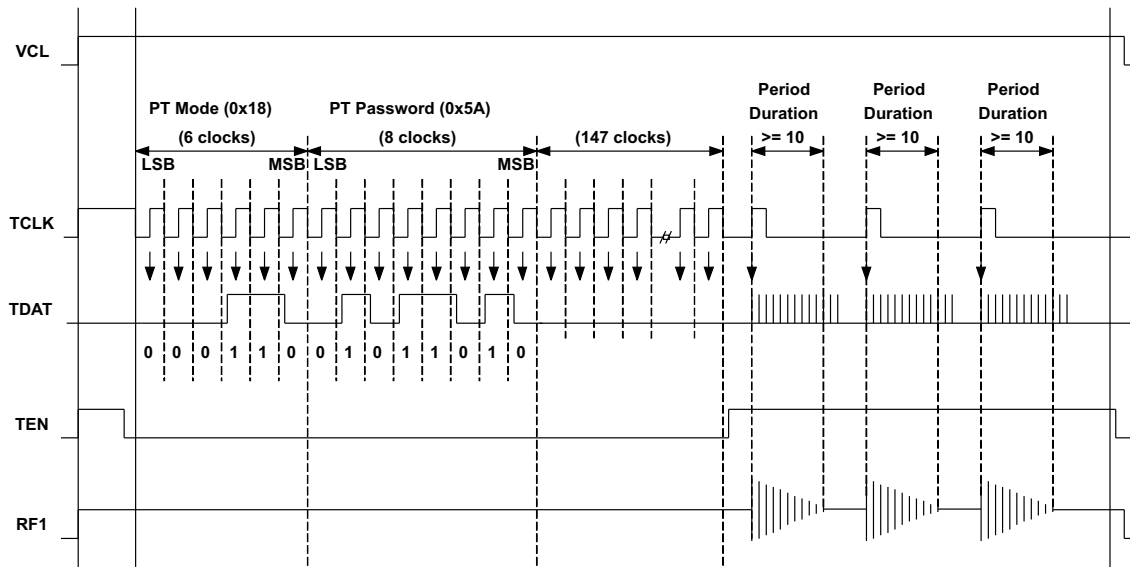 VCL
PT Mode (0x18)
(6 clocks)
PT Password (0x5A)
(8 clocks)
(147 clocks)
Period
Duration
>= 10
Period
Duration
>= 10
Period
Duration
>= 10
LSB
MSB
LSB
MSB
TCLK
TDAT
0 0 0 1 1 0 0 1 0 1 1 0 1 0
TEN
RF1